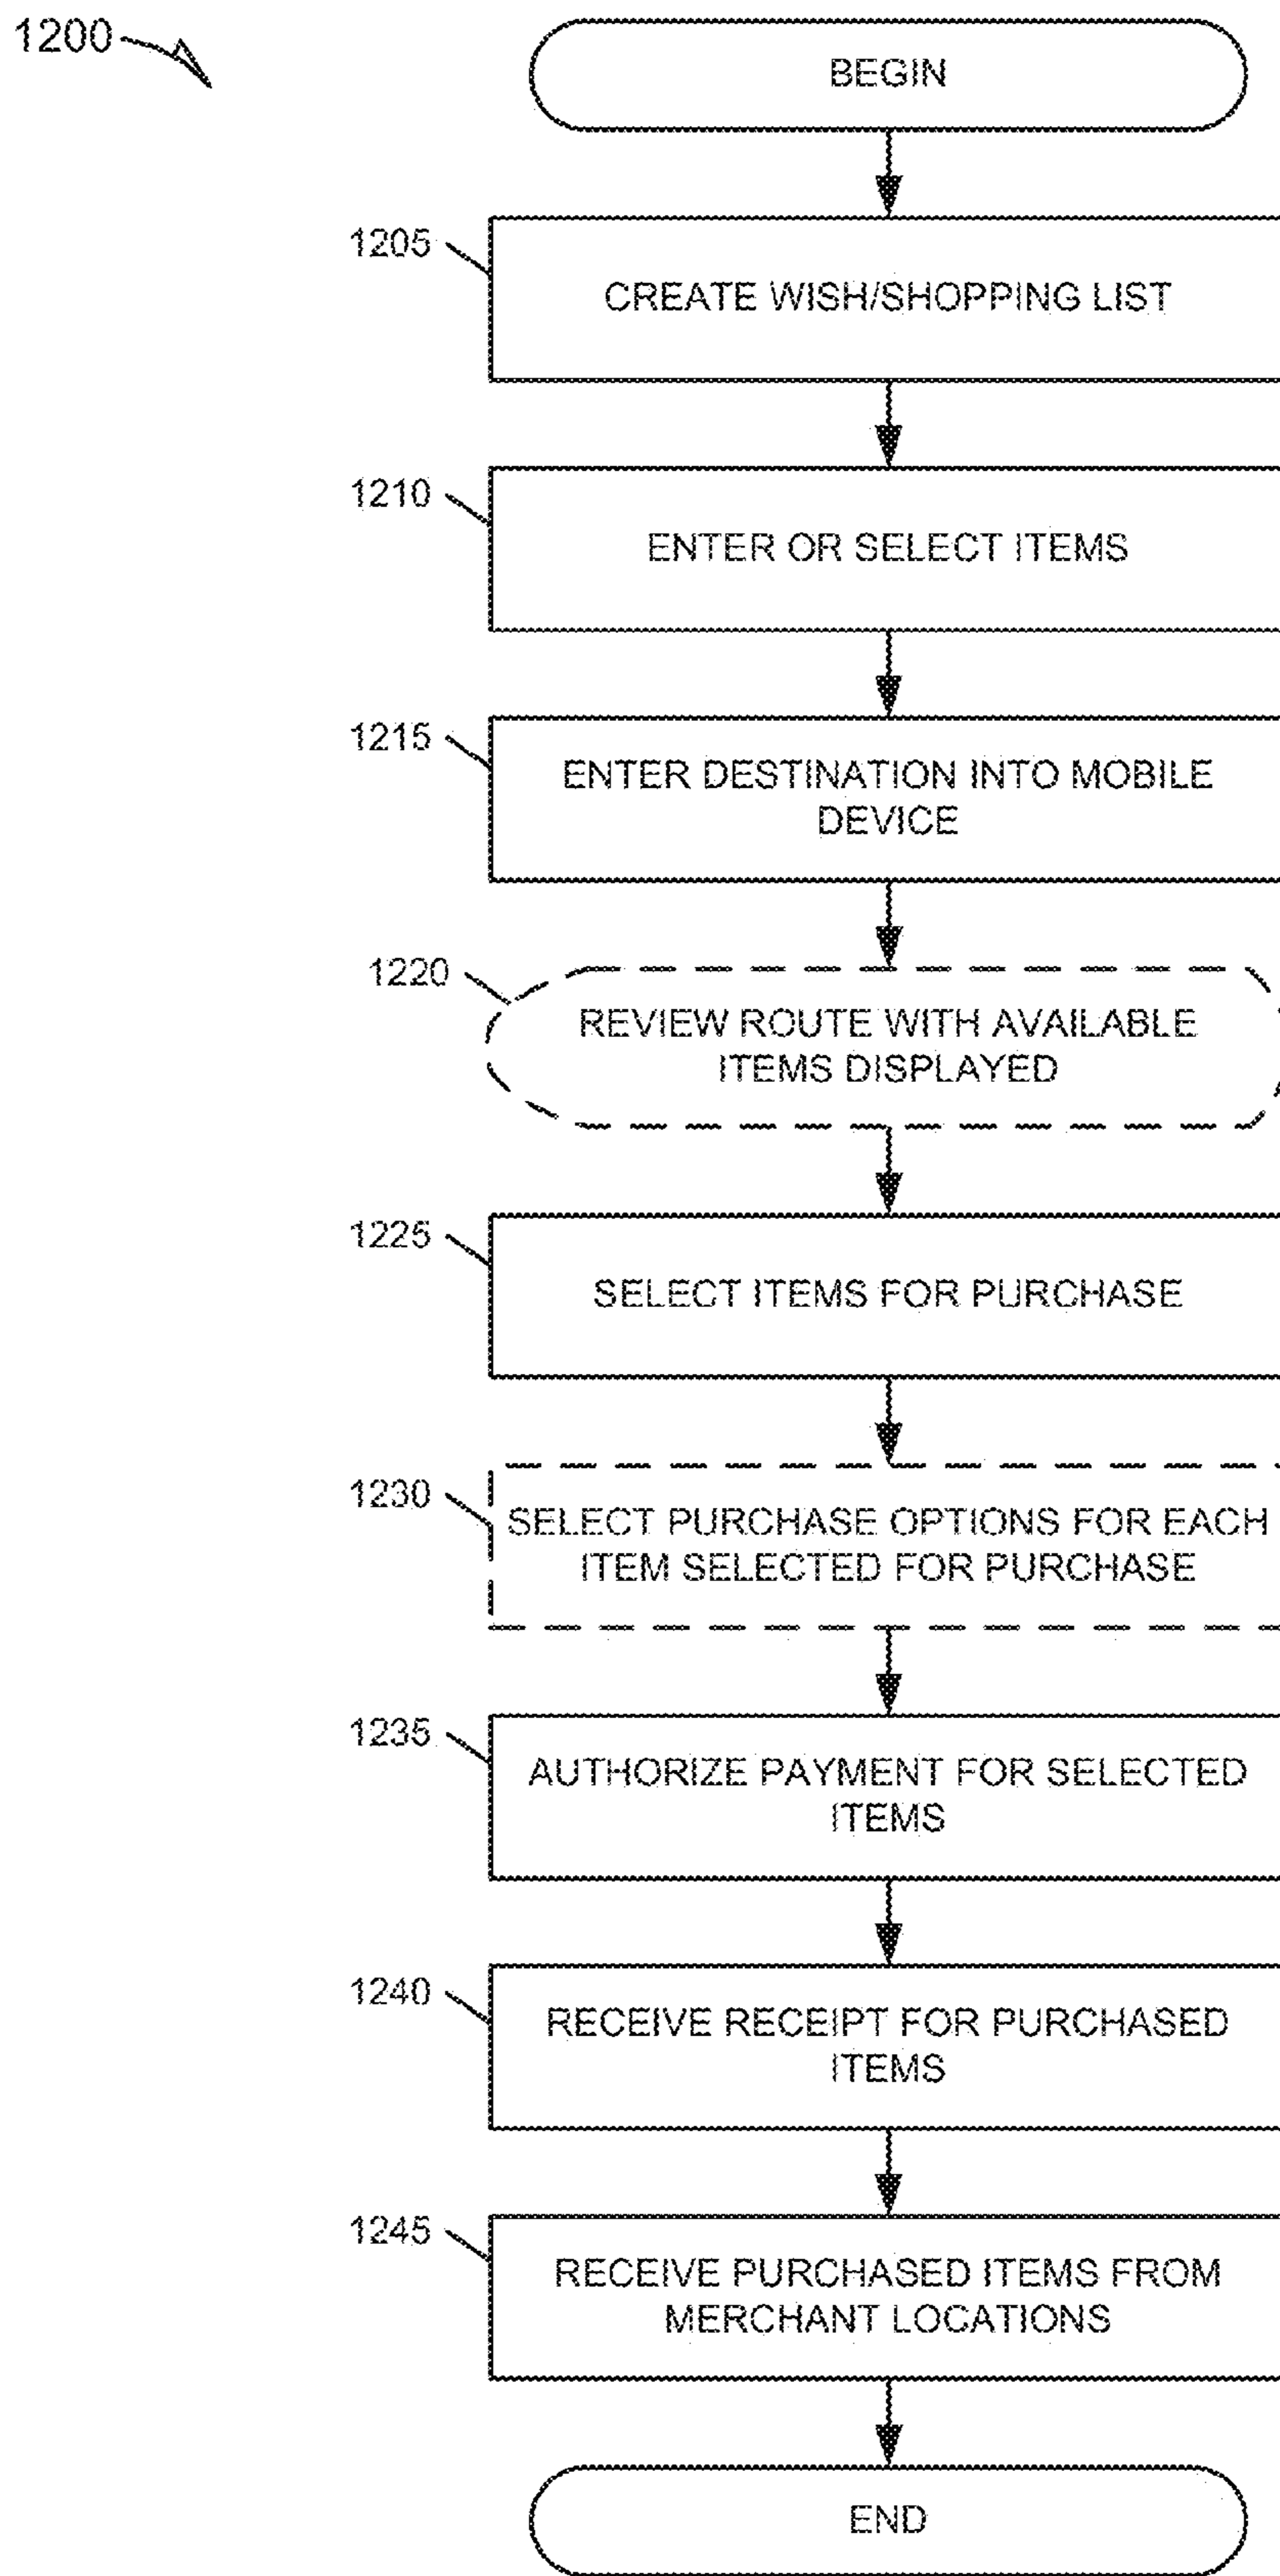 1200
BEGIN
1205
CREATE WISH/SHOPPING LIST
1210
ENTER OR SELECT ITEMS
1215
ENTER DESTINATION INTO MOBILE
DEVICE
1220
REVIEW ROUTE WITH AVAILABLE
ITEMS DISPLAYED
1225
SELECT ITEMS FOR PURCHASE
1230
SELECT PURCHASE OPTIONS FOR EACH
ITEM SELECTED FOR PURCHASE
1235
AUTHORIZE PAYMENT FOR SELECTED
ITEMS
1240
RECEIVE RECEIPT FOR PURCHASED
ITEMS
1245
RECEIVE PURCHASED ITEMS FROM
MERCHANT LOCATIONS
END